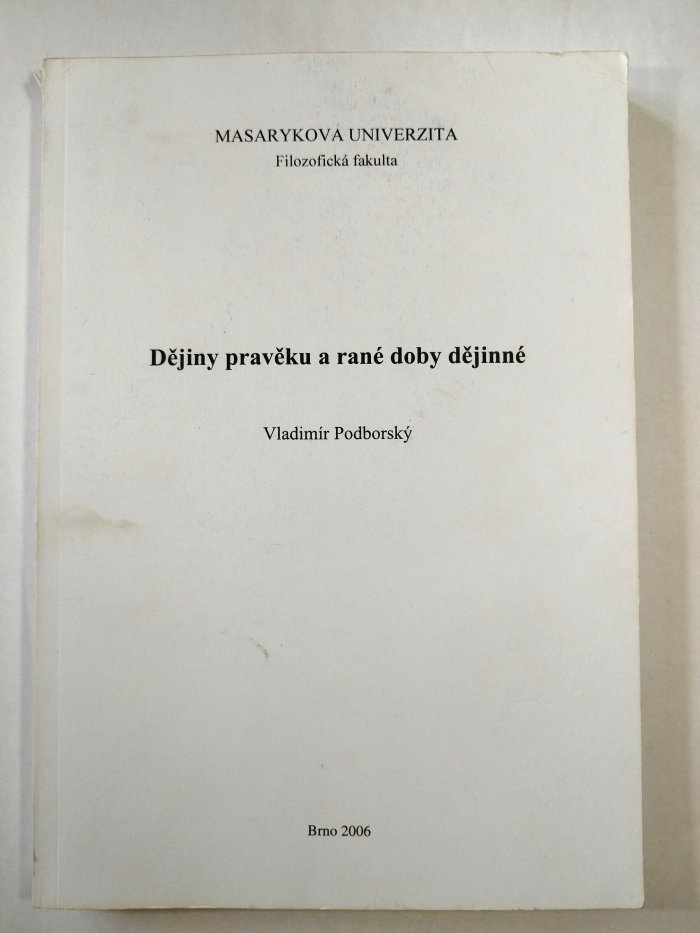 MASARYKOVA UNIVERZITA
Filozofická fakulta
Dějiny pravěku a rané doby dějinné
Vladimír Podborský
Brno 2006